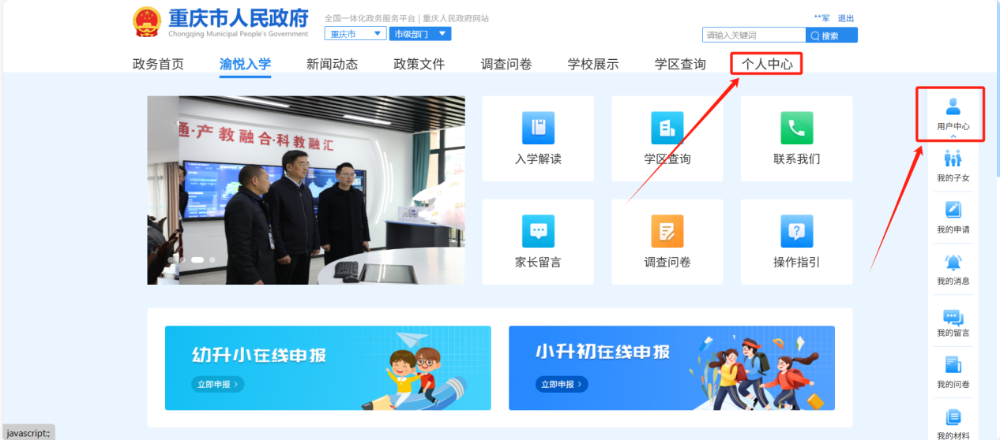 重庆市人民政府
Chongqing Municipal People's Government
全国一体化政务服务平台 | 重庆人民政府网站
重庆市
市级部门
**军 退出
请输入关键词
搜索
政务首页 渝悦入学 新闻动态 政策文件 调查问卷 学校展示 学区查询 个人中心
通·产教融合·科教融汇
入学解读
学区查询
联系我们
家长留言
调查问卷
操作指引
用户中心
我的子女
我的申请
我的消息
我的留言
我的问卷
我的材料
幼升小在线申报
立即申报 >
小升初在线申报
立即申报 >
javascript:;